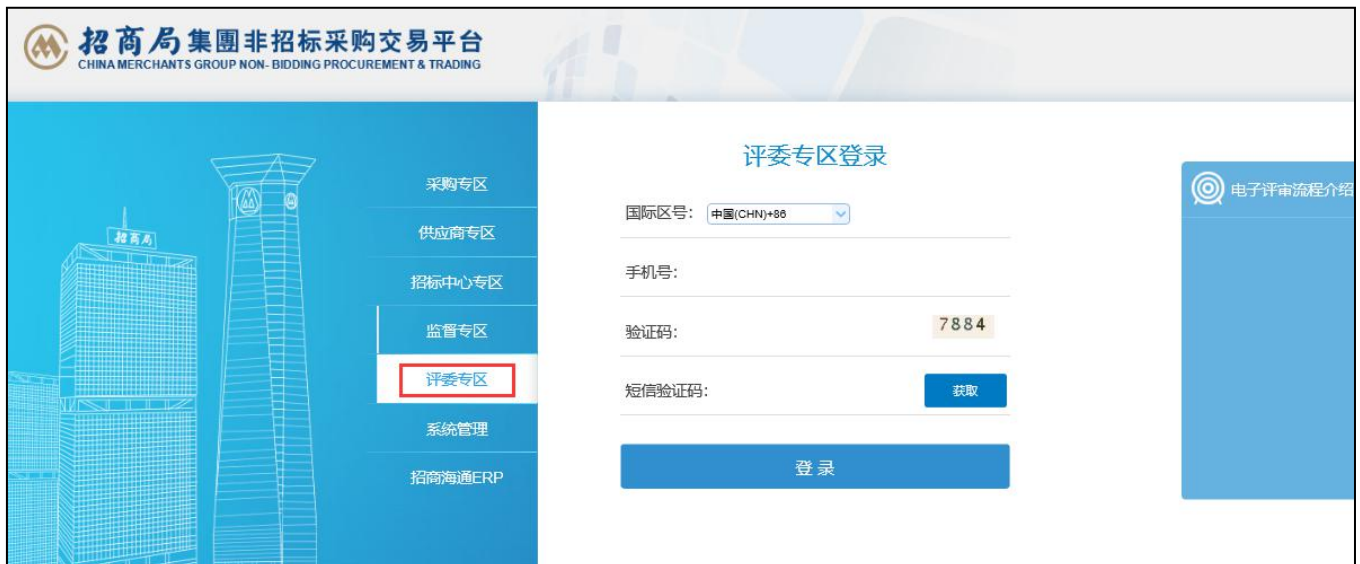 招商局集團非招标采购交易平台
CHINA MERCHANTS GROUP NON- BIDDING PROCUREMENT & TRADING
招商局
采购专区
供应商专区
招标中心专区
监督专区
评委专区
系统管理
招商海通ERP
评委专区登录
国际区号: 中国(CHN)+86
手机号:
验证码: 7884
短信验证码: 获取
登录
电子评审流程介绍